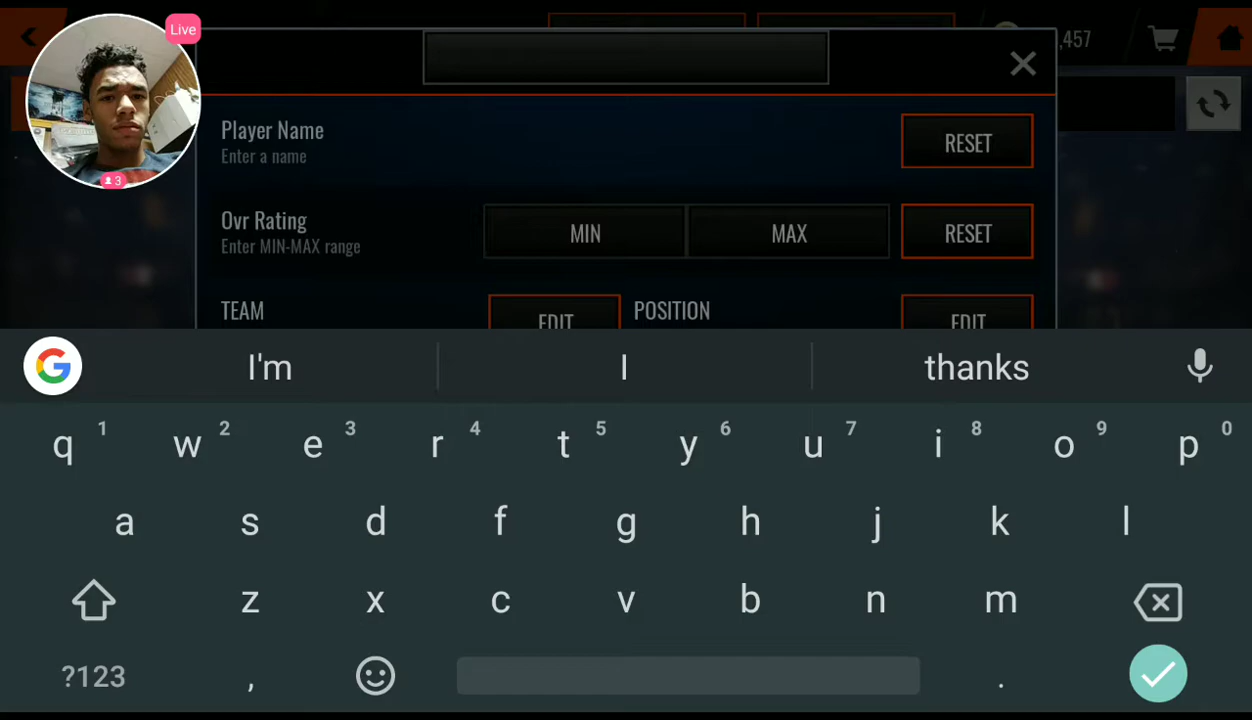 Live
3
,457
Player Name
Enter a name
RESET
Ovr Rating
Enter MIN-MAX range
MIN
MAX
RESET
TEAM
EDIT
POSITION
EDIT
G
I'm
I
thanks
q 1 w 2 e 3 r 4 t 5 y 6 u 7 i 8 o 9 p 0
a s d f g h j k l
z x c v b n m
?123 , .